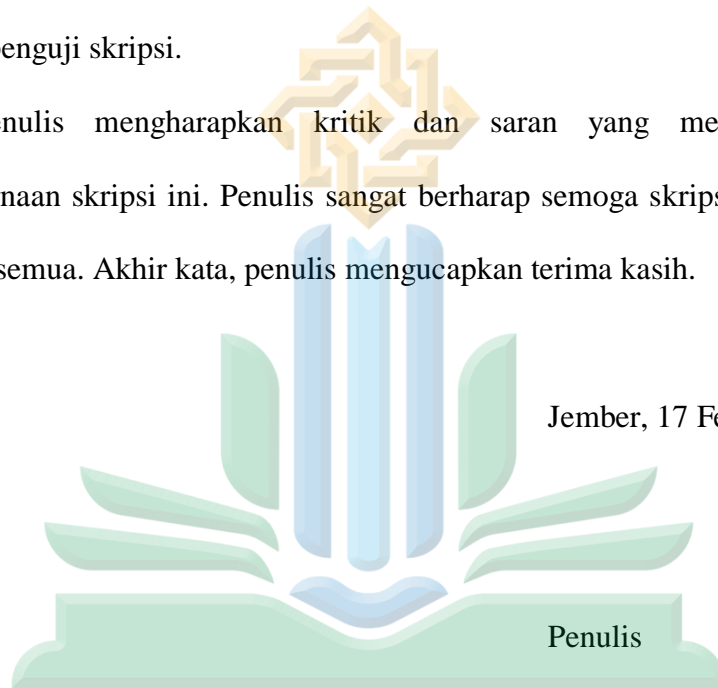 penguji skripsi.
enulis mengharapkan kritik dan saran yang me
naan skripsi ini. Penulis sangat berharap semoga skrips
semua. Akhir kata, penulis mengucapkan terima kasih.
Jember, 17 Fe
Penulis